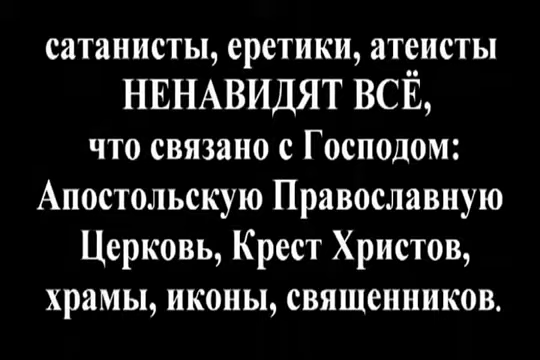 сатанисты, еретики, атеисты
НЕНАВИДЯТ ВСЁ,
что связано с Господом:
Апостольскую Православную
Церковь, Крест Христов,
храмы, иконы, священников.